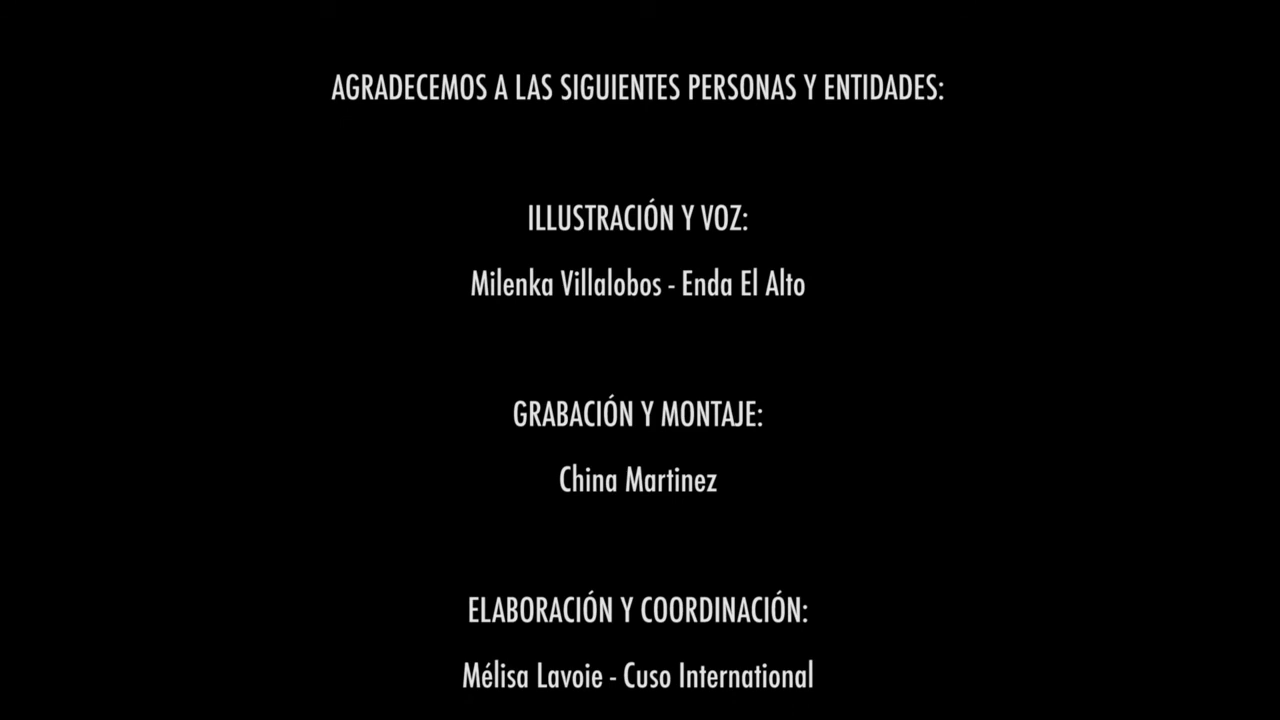 AGRADECEMOS A LAS SIGUIENTES PERSONAS Y ENTIDADES:
ILLUSTRACIÓN Y VOZ:
Milenka Villalobos - Enda El Alto
GRABACIÓN Y MONTAJE:
China Martinez
ELABORACIÓN Y COORDINACIÓN:
Mélisa Lavoie - Cuso International